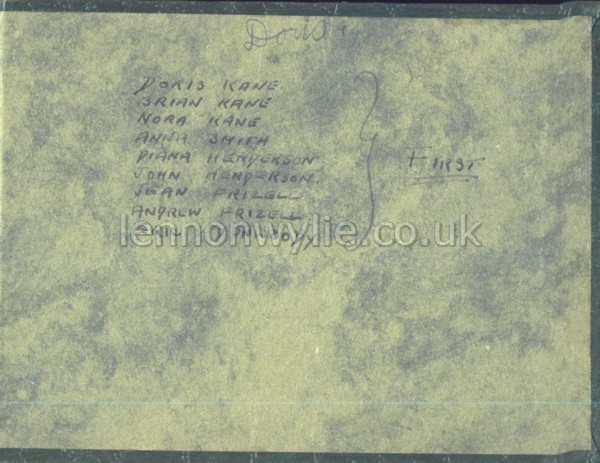 Doris
DORIS KANE
BRIAN KANE
NORA KANE
ANNA SMITH
DIANA HENDERSON
JOHN HENDERSON.
JEAN FRIZELL
ANDREW FRIZELL
FIRST
lennonwylie.co.uk